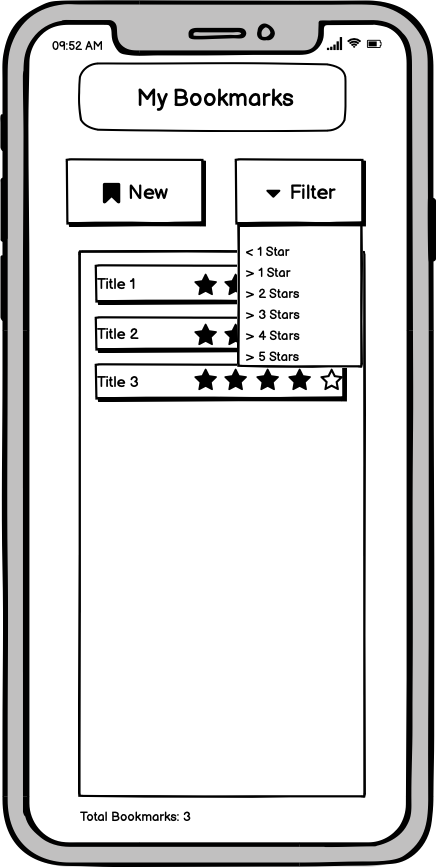 09:52 AM
My Bookmarks
New
Filter
< 1 Star
> 1 Star
> 2 Stars
> 3 Stars
> 4 Stars
> 5 Stars
Title 1
Title 2
Title 3
Total Bookmarks: 3